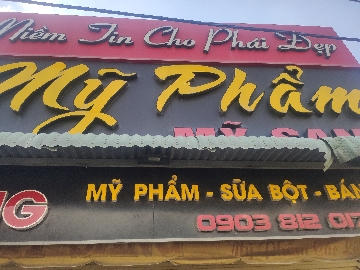 Niềm Tin Cho Phái Đẹp
Mỹ Phẩm
MỸ PHẨM - SỮA BỘT - BÁN
0903 812 01